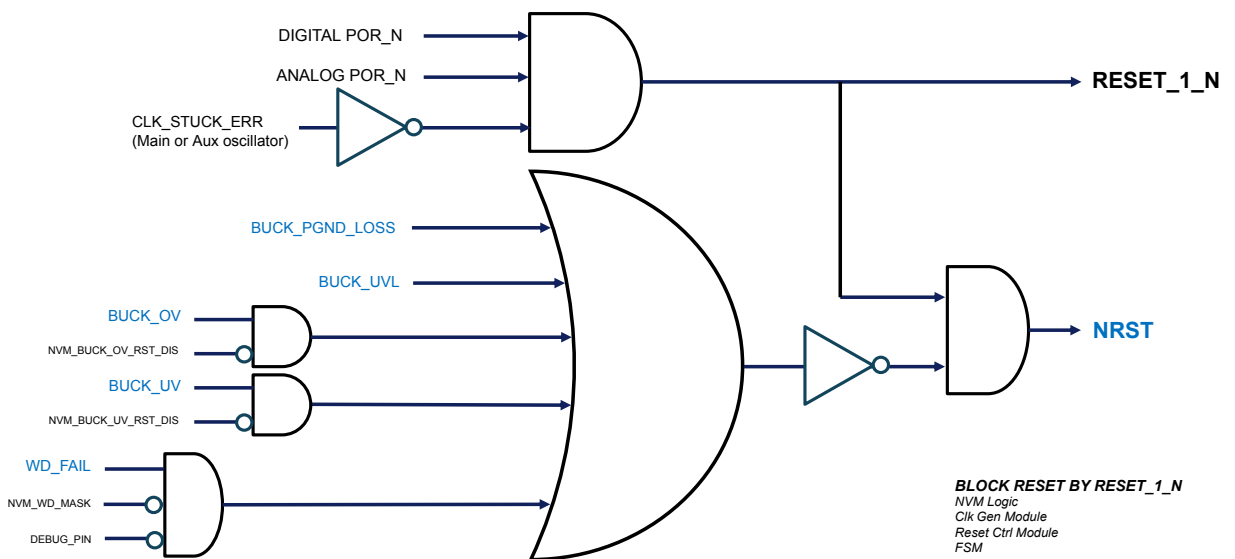 DIGITAL POR_N
ANALOG POR_N
RESET_1_N
CLK_STUCK_ERR
(Main or Aux oscillator)
BUCK_PGND_LOSS
BUCK_UVL
BUCK_OV
NVM_BUCK_OV_RST_DIS
NRST
BUCK_UV
NVM_BUCK_UV_RST_DIS
WD_FAIL
NVM_WD_MASK
DEBUG_PIN
BLOCK RESET BY RESET_1_N
NVM Logic
Clk Gen Module
Reset Ctrl Module
FSM